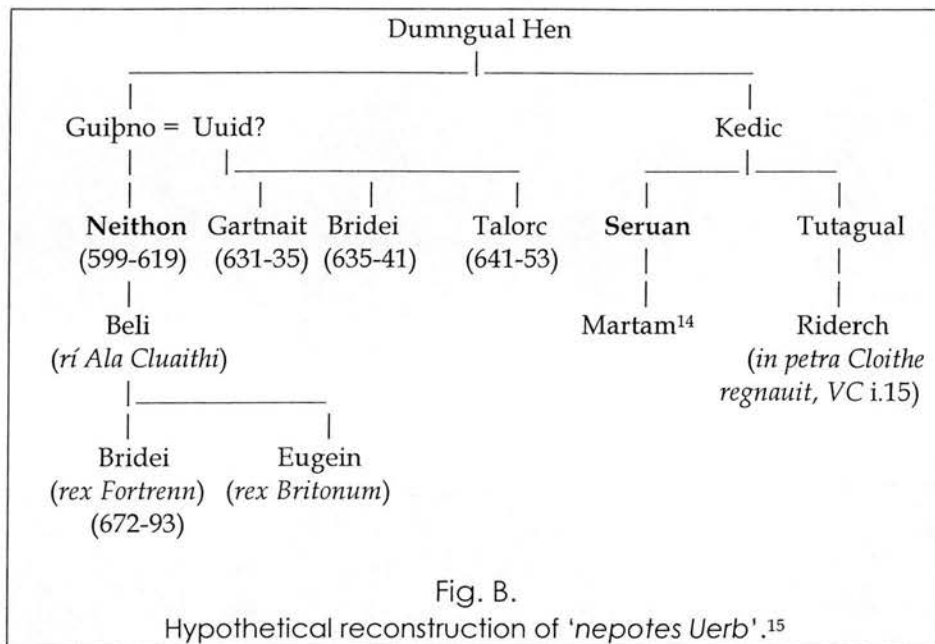 Dumngual Hen
Guiþno = Uuid? Kedic
Neithon Gartnait Bridei Talorc Seruan Tutagual
(599-619) (631-35) (635-41) (641-53)
Beli Martam¹⁴ Riderch
(rí Ala Cluaithi) (in petra Cloithe
regnauit, VC i.15)
Bridei Eugein
(rex Fortrenn) (rex Britonum)
(672-93)
Fig. B.
Hypothetical reconstruction of 'nepotes Uerb'.¹⁵